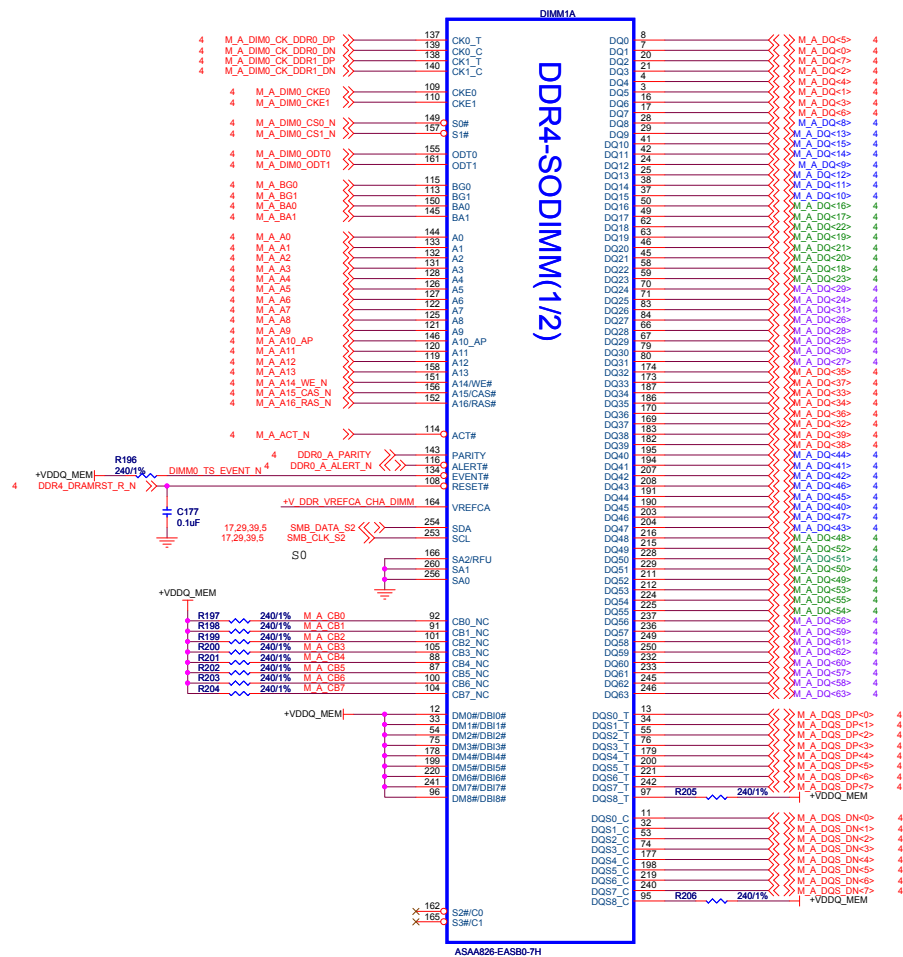 DIMM1A
DDR4-SODIMM(1/2)
4 M_A_DIM0_CK_DDR0_DP 137 CK0_T
4 M_A_DIM0_CK_DDR0_DN 139 CK0_C
4 M_A_DIM0_CK_DDR1_DP 138 CK1_T
4 M_A_DIM0_CK_DDR1_DN 140 CK1_C
4 M_A_DIM0_CKE0 109 CKE0
4 M_A_DIM0_CKE1 110 CKE1
4 M_A_DIM0_CS0_N 149 S0#
4 M_A_DIM0_CS1_N 157 S1#
4 M_A_DIM0_ODT0 155 ODT0
4 M_A_DIM0_ODT1 161 ODT1
4 M_A_BG0 115 BG0
4 M_A_BG1 113 BG1
4 M_A_BA0 150 BA0
4 M_A_BA1 145 BA1
4 M_A_A0 144 A0
4 M_A_A1 133 A1
4 M_A_A2 132 A2
4 M_A_A3 131 A3
4 M_A_A4 128 A4
4 M_A_A5 126 A5
4 M_A_A6 127 A6
4 M_A_A7 122 A7
4 M_A_A8 125 A8
4 M_A_A9 121 A9
4 M_A_A10_AP 146 A10_AP
4 M_A_A11 120 A11
4 M_A_A12 119 A12
4 M_A_A13 158 A13
4 M_A_A14_WE_N 151 A14/WE#
4 M_A_A15_CAS_N 156 A15/CAS#
4 M_A_A16_RAS_N 152 A16/RAS#
4 M_A_ACT_N 114 ACT#
4 DDR0_A_PARITY 143 PARITY
4 DDR0_A_ALERT_N 116 ALERT#
+VDDQ_MEM R196 240/1% DIMM0_TS_EVENT_N 134 EVENT#
4 DDR4_DRAMRST_R_N 108 RESET#
C177
0.1uF
+V_DDR_VREFCA_CHA_DIMM 164 VREFCA
17,29,39,5 SMB_DATA_S2 254 SDA
17,29,39,5 SMB_CLK_S2 253 SCL
S0
166 SA2/RFU
260 SA1
256 SA0
+VDDQ_MEM
R197 240/1% M_A_CB0 92 CB0_NC
R198 240/1% M_A_CB1 91 CB1_NC
R199 240/1% M_A_CB2 101 CB2_NC
R200 240/1% M_A_CB3 105 CB3_NC
R201 240/1% M_A_CB4 88 CB4_NC
R202 240/1% M_A_CB5 87 CB5_NC
R203 240/1% M_A_CB6 100 CB6_NC
R204 240/1% M_A_CB7 104 CB7_NC
+VDDQ_MEM 12 DM0#/DBI0#
33 DM1#/DBI1#
54 DM2#/DBI2#
75 DM3#/DBI3#
178 DM4#/DBI4#
199 DM5#/DBI5#
220 DM6#/DBI6#
241 DM7#/DBI7#
96 DM8#/DBI8#
162 S2#/C0
165 S3#/C1
DQ0 8 M_A_DQ<5> 4
DQ1 7 M_A_DQ<0> 4
DQ2 20 M_A_DQ<7> 4
DQ3 21 M_A_DQ<2> 4
DQ4 4 M_A_DQ<4> 4
DQ5 3 M_A_DQ<1> 4
DQ6 16 M_A_DQ<3> 4
DQ7 17 M_A_DQ<6> 4
DQ8 28 M_A_DQ<8> 4
DQ9 29 M_A_DQ<13> 4
DQ10 41 M_A_DQ<15> 4
DQ11 42 M_A_DQ<14> 4
DQ12 24 M_A_DQ<9> 4
DQ13 25 M_A_DQ<12> 4
DQ14 38 M_A_DQ<11> 4
DQ15 37 M_A_DQ<10> 4
DQ16 50 M_A_DQ<16> 4
DQ17 49 M_A_DQ<17> 4
DQ18 62 M_A_DQ<22> 4
DQ19 63 M_A_DQ<19> 4
DQ20 46 M_A_DQ<21> 4
DQ21 45 M_A_DQ<20> 4
DQ22 58 M_A_DQ<18> 4
DQ23 59 M_A_DQ<23> 4
DQ24 70 M_A_DQ<29> 4
DQ25 71 M_A_DQ<24> 4
DQ26 83 M_A_DQ<31> 4
DQ27 84 M_A_DQ<26> 4
DQ28 66 M_A_DQ<28> 4
DQ29 67 M_A_DQ<25> 4
DQ30 79 M_A_DQ<30> 4
DQ31 80 M_A_DQ<27> 4
DQ32 174 M_A_DQ<35> 4
DQ33 173 M_A_DQ<37> 4
DQ34 187 M_A_DQ<33> 4
DQ35 186 M_A_DQ<34> 4
DQ36 170 M_A_DQ<36> 4
DQ37 169 M_A_DQ<32> 4
DQ38 183 M_A_DQ<39> 4
DQ39 182 M_A_DQ<38> 4
DQ40 195 M_A_DQ<44> 4
DQ41 194 M_A_DQ<41> 4
DQ42 207 M_A_DQ<42> 4
DQ43 208 M_A_DQ<46> 4
DQ44 191 M_A_DQ<45> 4
DQ45 190 M_A_DQ<40> 4
DQ46 203 M_A_DQ<47> 4
DQ47 204 M_A_DQ<43> 4
DQ48 216 M_A_DQ<48> 4
DQ49 215 M_A_DQ<52> 4
DQ50 228 M_A_DQ<51> 4
DQ51 229 M_A_DQ<50> 4
DQ52 211 M_A_DQ<49> 4
DQ53 212 M_A_DQ<53> 4
DQ54 224 M_A_DQ<55> 4
DQ55 225 M_A_DQ<54> 4
DQ56 237 M_A_DQ<56> 4
DQ57 236 M_A_DQ<59> 4
DQ58 249 M_A_DQ<61> 4
DQ59 250 M_A_DQ<62> 4
DQ60 232 M_A_DQ<60> 4
DQ61 233 M_A_DQ<57> 4
DQ62 245 M_A_DQ<58> 4
DQ63 246 M_A_DQ<63> 4
DQS0_T 13 M_A_DQS_DP<0> 4
DQS1_T 34 M_A_DQS_DP<1> 4
DQS2_T 55 M_A_DQS_DP<2> 4
DQS3_T 76 M_A_DQS_DP<3> 4
DQS4_T 179 M_A_DQS_DP<4> 4
DQS5_T 200 M_A_DQS_DP<5> 4
DQS6_T 221 M_A_DQS_DP<6> 4
DQS7_T 242 M_A_DQS_DP<7> 4
DQS8_T 97 R205 240/1% +VDDQ_MEM
DQS0_C 11 M_A_DQS_DN<0> 4
DQS1_C 32 M_A_DQS_DN<1> 4
DQS2_C 53 M_A_DQS_DN<2> 4
DQS3_C 74 M_A_DQS_DN<3> 4
DQS4_C 177 M_A_DQS_DN<4> 4
DQS5_C 198 M_A_DQS_DN<5> 4
DQS6_C 219 M_A_DQS_DN<6> 4
DQS7_C 240 M_A_DQS_DN<7> 4
DQS8_C 95 R206 240/1% +VDDQ_MEM
ASAA826-EASB0-7H